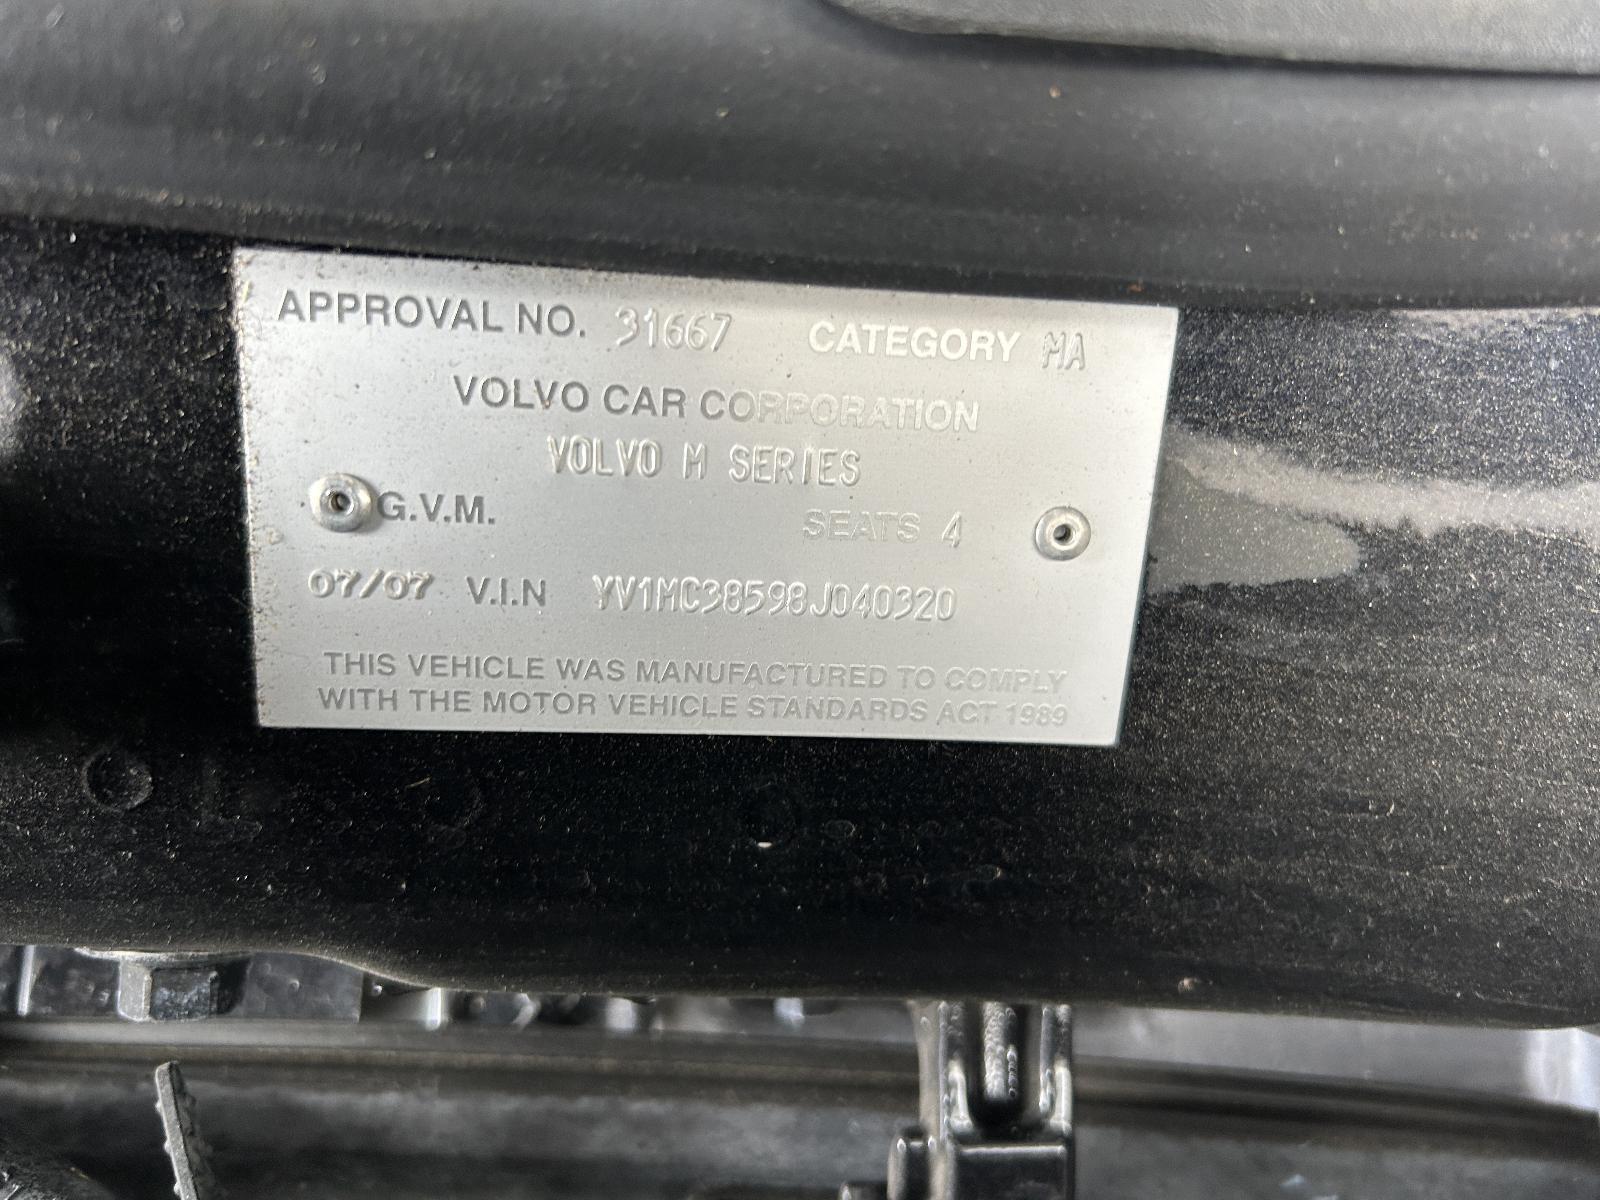 APPROVAL NO. 31667 CATEGORY MA
VOLVO CAR CORPORATION
VOLVO M SERIES
G.V.M. SEATS 4
07/07 V.I.N YV1MC38598J040320
THIS VEHICLE WAS MANUFACTURED TO COMPLY
WITH THE MOTOR VEHICLE STANDARDS ACT 1989